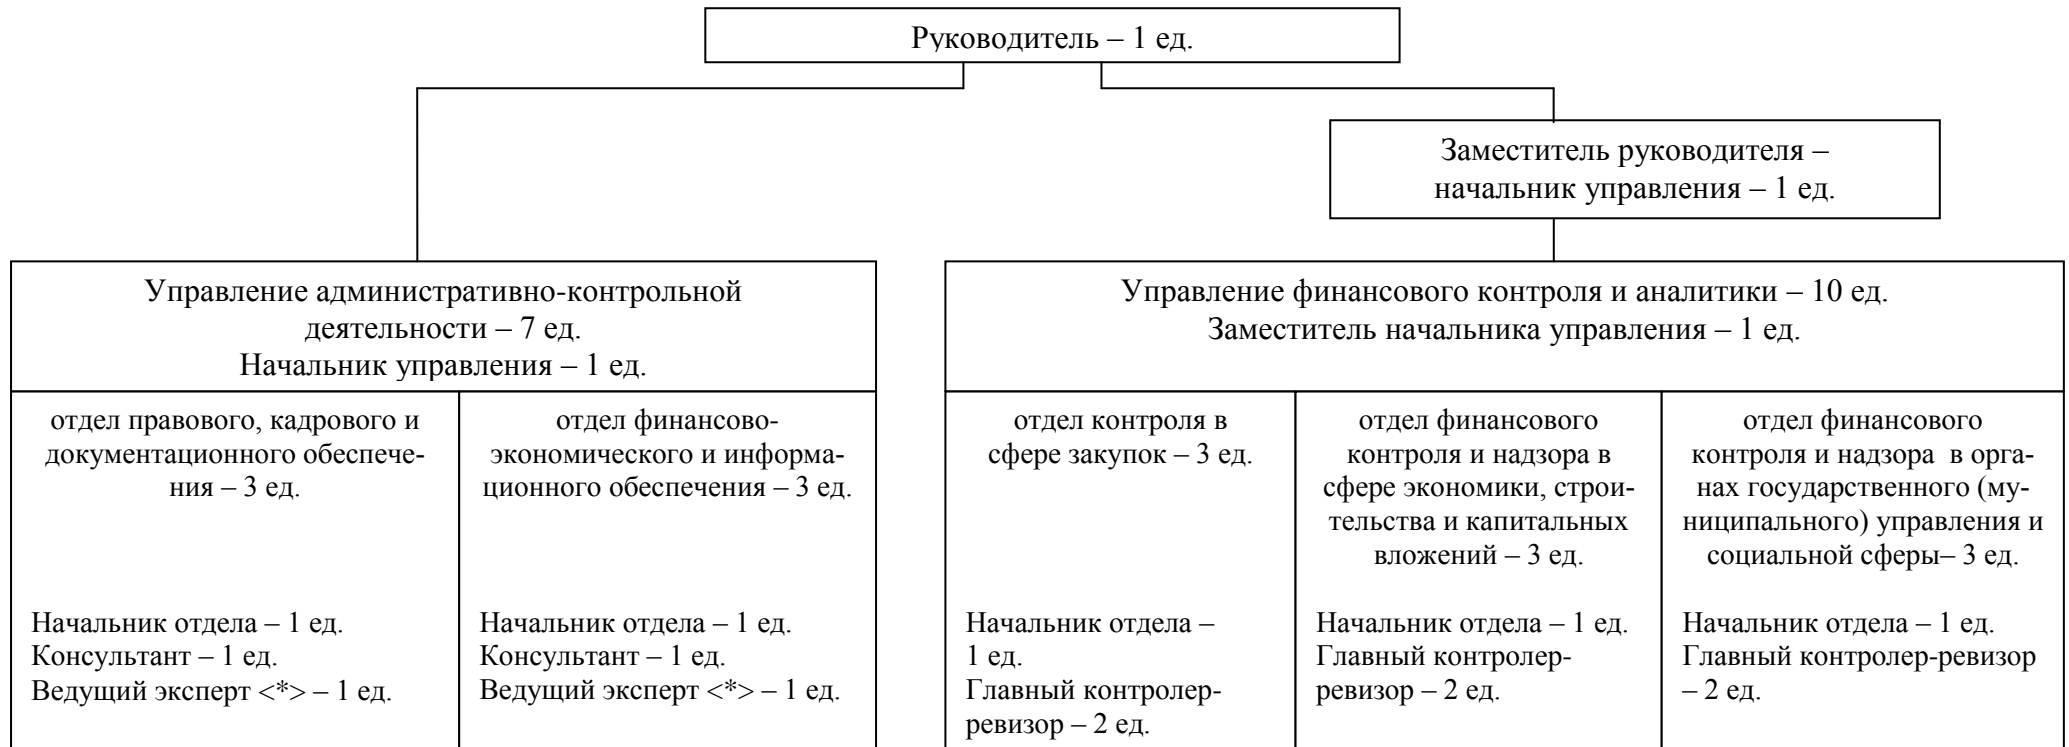 Руководитель – 1 ед.
Заместитель руководителя –
начальник управления – 1 ед.
Управление административно-контрольной
деятельности – 7 ед.
Начальник управления – 1 ед.
отдел правового, кадрового и
документационного обеспече-
ния – 3 ед.
Начальник отдела – 1 ед.
Консультант – 1 ед.
Ведущий эксперт <*> – 1 ед.
отдел финансово-
экономического и информа-
ционного обеспечения – 3 ед.
Начальник отдела – 1 ед.
Консультант – 1 ед.
Ведущий эксперт <*> – 1 ед.
Управление финансового контроля и аналитики – 10 ед.
Заместитель начальника управления – 1 ед.
отдел контроля в
сфере закупок – 3 ед.
Начальник отдела –
1 ед.
Главный контролер-
ревизор – 2 ед.
отдел финансового
контроля и надзора в
сфере экономики, строи-
тельства и капитальных
вложений – 3 ед.
Начальник отдела – 1 ед.
Главный контролер-
ревизор – 2 ед.
отдел финансового
контроля и надзора  в орга-
нах государственного (му-
ниципального) управления и
социальной сферы– 3 ед.
Начальник отдела – 1 ед.
Главный контролер-ревизор
– 2 ед.